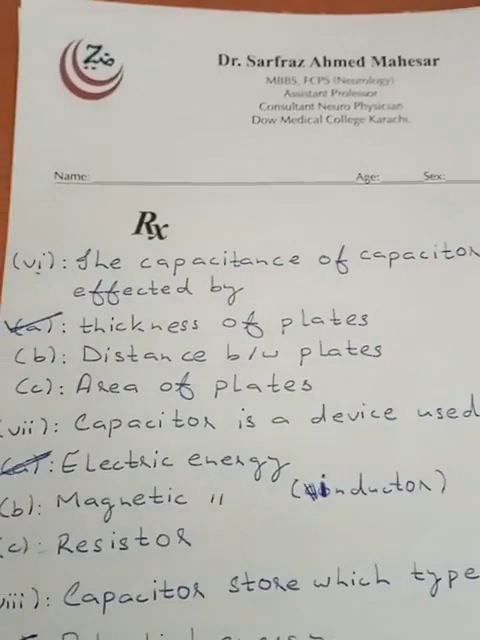 Dr. Sarfraz Ahmed Mahesar
MBBS, FCPS (Neurology)
Assistant Professor
Consultant Neuro Physician
Dow Medical College Karachi.
Name: Age: Sex:
Rx
(vi): The capacitance of capacitor
effected by
(a): thickness of plates
(b): Distance b/w plates
(c): Area of plates
(vii): Capacitor is a device used
(a): Electric energy
(b): Magnetic 〃 (inductor)
(c): Resistor
viii): Capacitor store which type